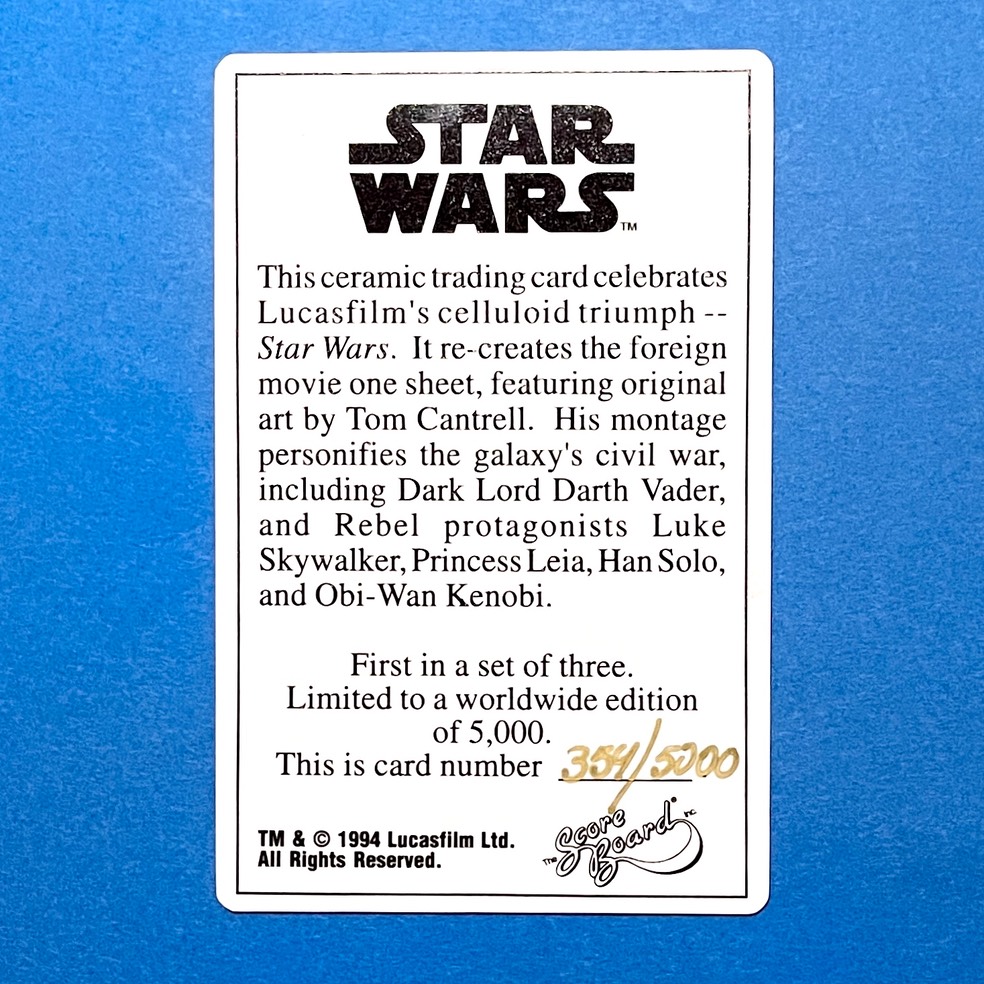 STAR
WARS™
This ceramic trading card celebrates
Lucasfilm's celluloid triumph --
Star Wars. It re-creates the foreign
movie one sheet, featuring original
art by Tom Cantrell. His montage
personifies the galaxy's civil war,
including Dark Lord Darth Vader,
and Rebel protagonists Luke
Skywalker, Princess Leia, Han Solo,
and Obi-Wan Kenobi.
First in a set of three.
Limited to a worldwide edition
of 5,000.
This is card number 354/5000
TM & © 1994 Lucasfilm Ltd.
All Rights Reserved.
The Score Board Inc